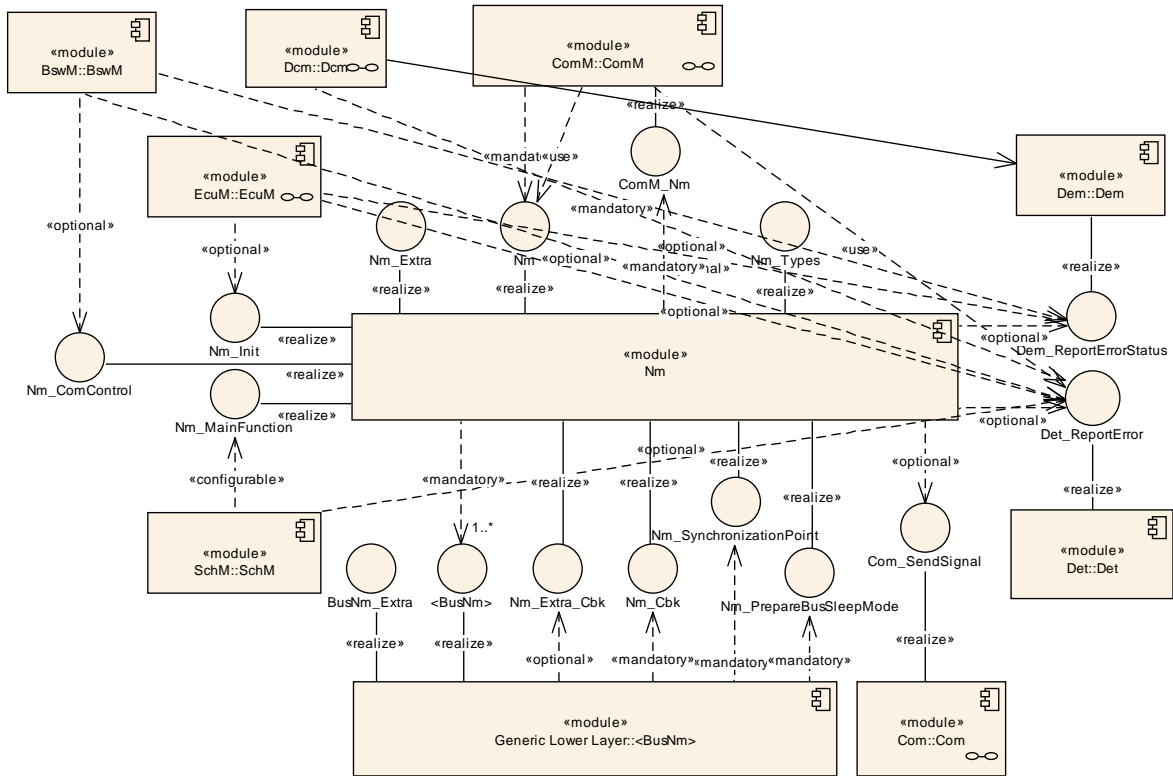 «module»
BswM::BswM
«module»
Dcm::Dcm
«module»
ComM::ComM
«realize»
«mandat
«use»
ComM_Nm
«module»
Dem::Dem
«module»
EcuM::EcuM
«mandatory»
«optional»
«optional»
Nm_Extra
Nm
«optional»
«optional»
«mandatory»
nal»
Nm_Types
«use»
«realize»
«realize»
«realize»
«realize»
«optional»
Nm_Init
«realize»
«module»
Nm
«optional»
Dem_ReportErrorStatus
Nm_ComControl
«realize»
Nm_MainFunction
«realize»
«optional»
Det_ReportError
«configurable»
«mandatory»
«realize»
«realize»
«realize»
«realize»
«optional»
«optional»
«realize»
1..*
Nm_SynchronizationPoint
«module»
SchM::SchM
Com_SendSignal
«module»
Det::Det
BusNm_Extra
<BusNm>
Nm_Extra_Cbk
Nm_Cbk
Nm_PrepareBusSleepMode
«realize»
«realize»
«optional»
«mandatory»
«mandatory
«mandatory»
«realize»
«module»
Generic Lower Layer::<BusNm>
«module»
Com::Com